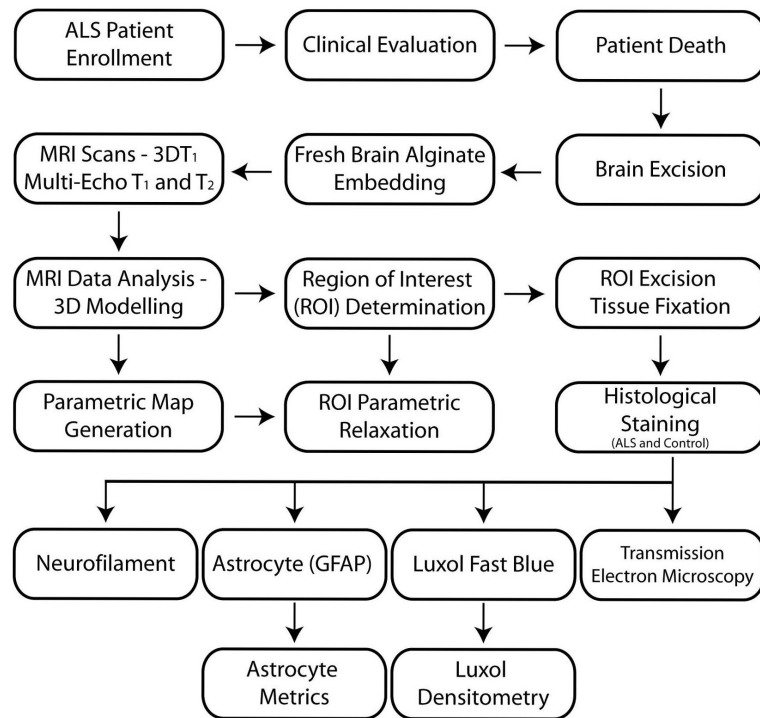 ALS Patient
Enrollment
Clinical Evaluation
Patient Death
MRI Scans - 3DT₁
Multi-Echo T₁ and T₂
Fresh Brain Alginate
Embedding
Brain Excision
MRI Data Analysis -
3D Modelling
Region of Interest
(ROI) Determination
ROI Excision
Tissue Fixation
Parametric Map
Generation
ROI Parametric
Relaxation
Histological
Staining
(ALS and Control)
Neurofilament
Astrocyte (GFAP)
Luxol Fast Blue
Transmission
Electron Microscopy
Astrocyte
Metrics
Luxol
Densitometry